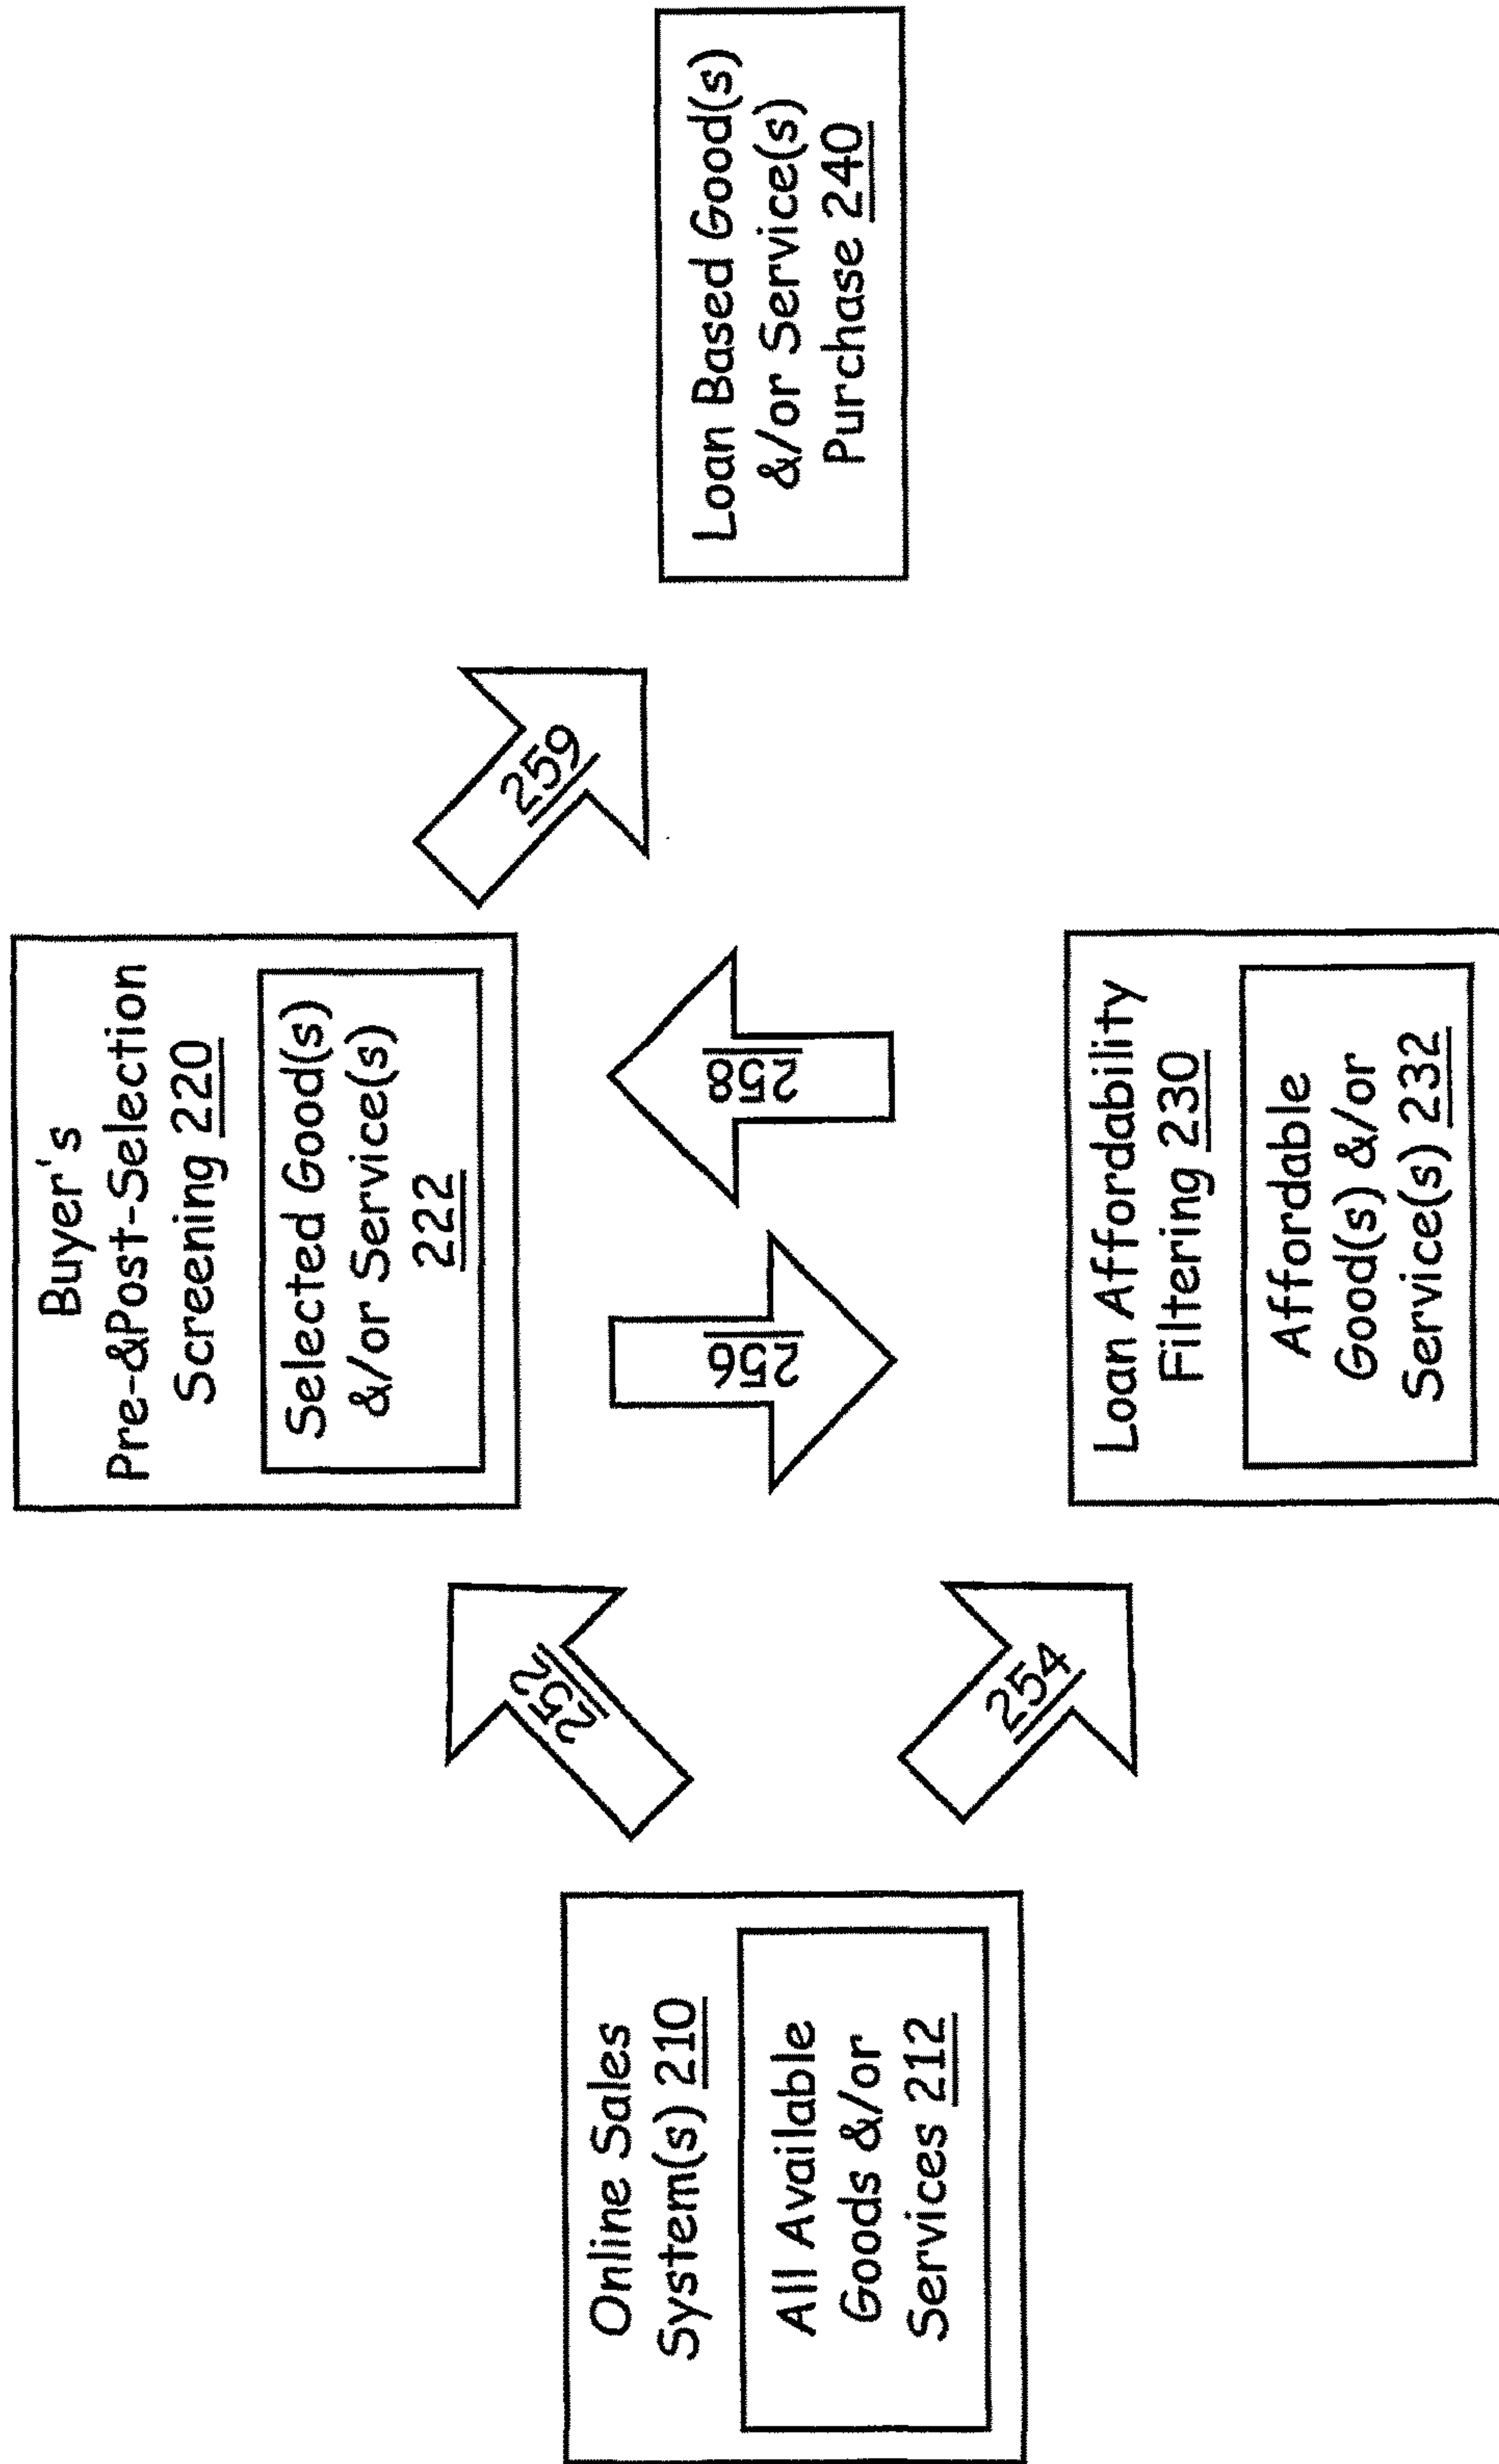 Online Sales
System(s) 210
All Available
Goods &/or
Services 212
252
254
Buyer's
Pre-&Post-Selection
Screening 220
Selected Good(s)
&/or Service(s)
222
256
258
Loan Affordability
Filtering 230
Affordable
Good(s) &/or
Service(s) 232
259
Loan Based Good(s)
&/or Service(s)
Purchase 240